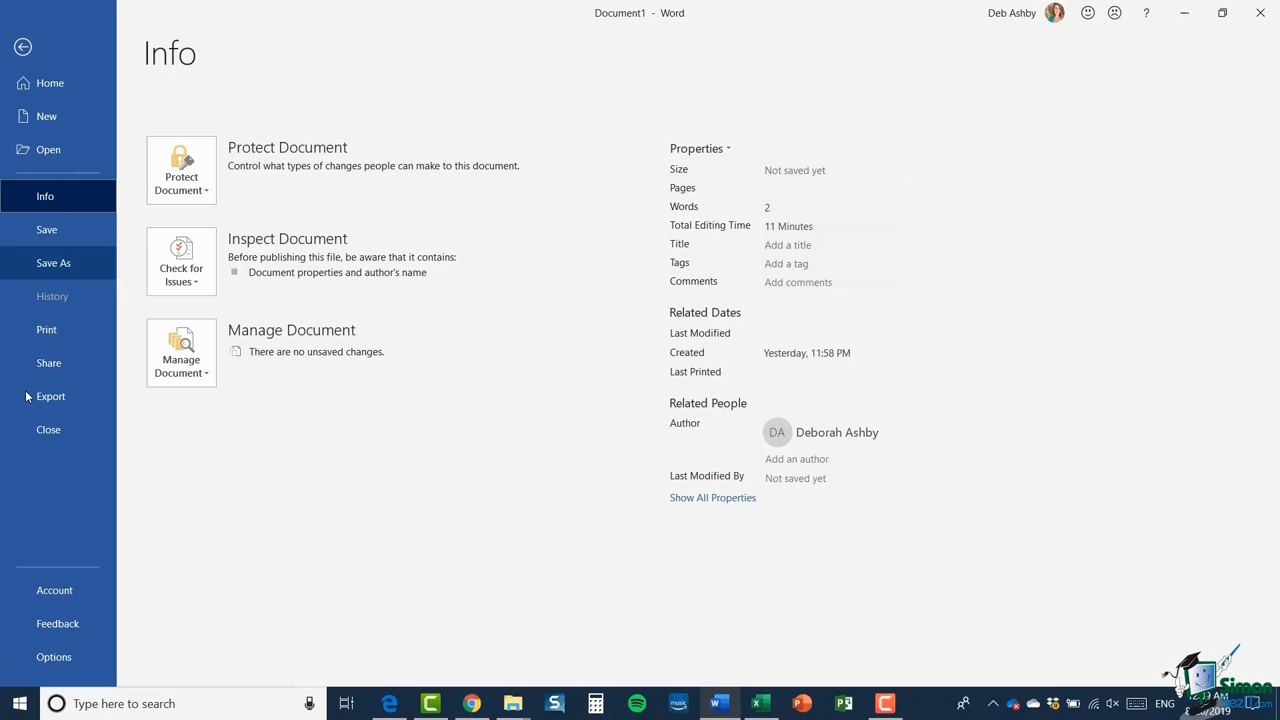 Document1 - Word
Deb Ashby
?
Info
Home
New
Open
Info
Save
Save As
History
Print
Share
Export
Close
Account
Feedback
Options
Protect Document
Protect Document
Control what types of changes people can make to this document.
Check for Issues
Inspect Document
Before publishing this file, be aware that it contains:
Document properties and author's name
Manage Document
Manage Document
There are no unsaved changes.
Properties
Size Not saved yet
Pages
Words 2
Total Editing Time 11 Minutes
Title Add a title
Tags Add a tag
Comments Add comments
Related Dates
Last Modified
Created Yesterday, 11:58 PM
Last Printed
Related People
Author DA Deborah Ashby
Add an author
Last Modified By Not saved yet
Show All Properties
Type here to search
music
ENG
Simon